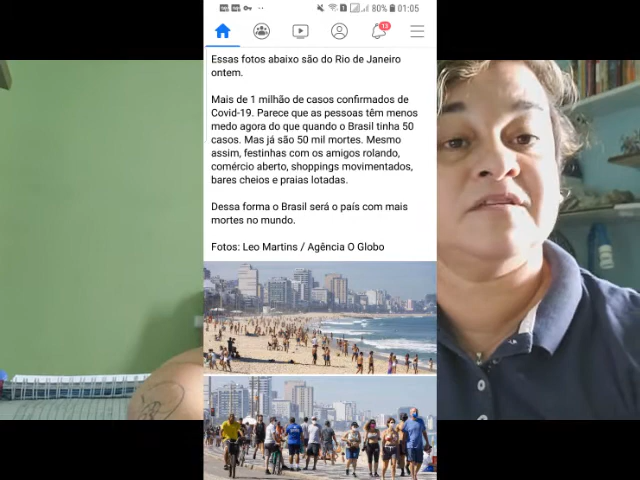 80% 01:05
13
Essas fotos abaixo são do Rio de Janeiro
ontem.
Mais de 1 milhão de casos confirmados de
Covid-19. Parece que as pessoas têm menos
medo agora do que quando o Brasil tinha 50
casos. Mas já são 50 mil mortes. Mesmo
assim, festinhas com os amigos rolando,
comércio aberto, shoppings movimentados,
bares cheios e praias lotadas.
Dessa forma o Brasil será o país com mais
mortes no mundo.
Fotos: Leo Martins / Agência O Globo